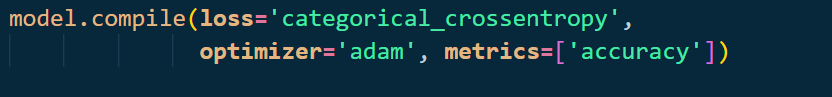 model.compile(loss='categorical_crossentropy',
optimizer='adam', metrics=['accuracy'])